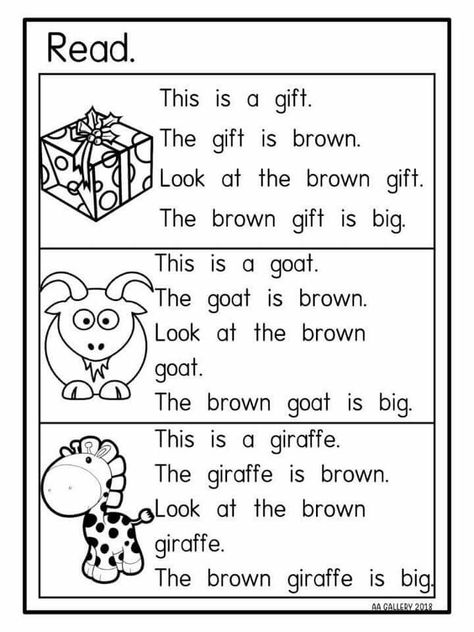 Read.
This is a gift.
The gift is brown.
Look at the brown gift.
The brown gift is big.
This is a goat.
The goat is brown.
Look at the brown
goat.
The brown goat is big.
This is a giraffe.
The giraffe is brown.
Look at the brown
giraffe.
The brown giraffe is big.
AA GALLERY 2018